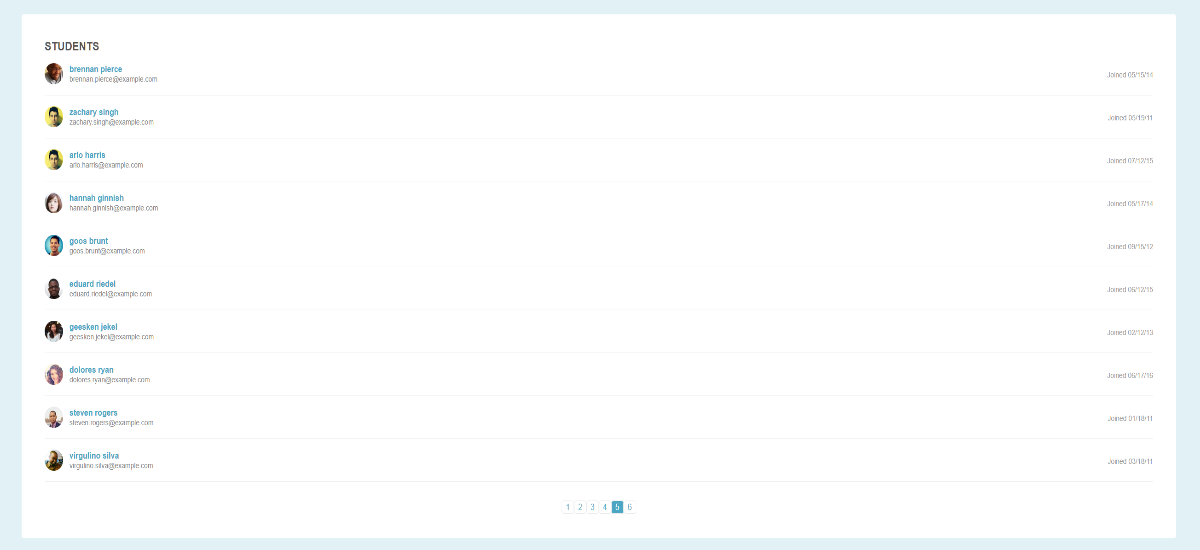 STUDENTS
brennan pierce
brennan.pierce@example.com
Joined 05/15/14
zachary singh
zachary.singh@example.com
Joined 05/19/11
arlo harris
arlo.harris@example.com
Joined 07/12/15
hannah ginnish
hannah.ginnish@example.com
Joined 05/17/14
goos brunt
goos.brunt@example.com
Joined 09/15/12
eduard riedel
eduard.riedel@example.com
Joined 06/12/15
geesken jekel
geesken.jekel@example.com
Joined 02/12/13
dolores ryan
dolores.ryan@example.com
Joined 06/17/16
steven rogers
steven.rogers@example.com
Joined 01/18/11
virgulino silva
virgulino.silva@example.com
Joined 03/18/11
1 2 3 4 5 6